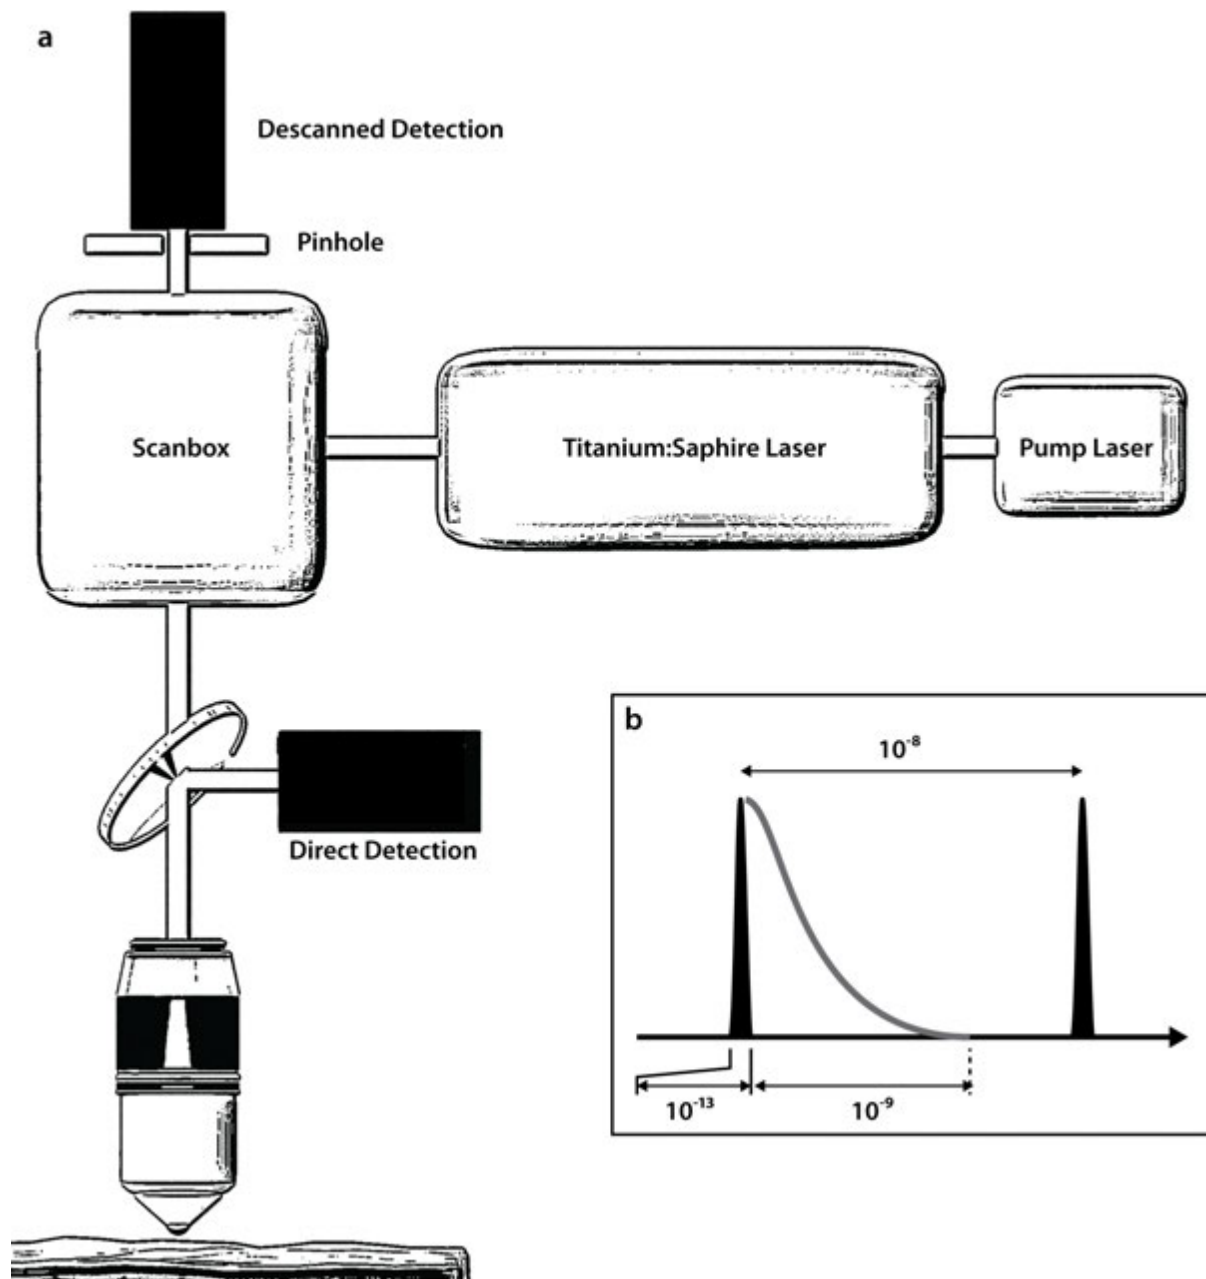 a
Descanned Detection
Pinhole
Scanbox
Titanium:Saphire Laser
Pump Laser
Direct Detection
b
10⁻⁸
10⁻¹³
10⁻⁹